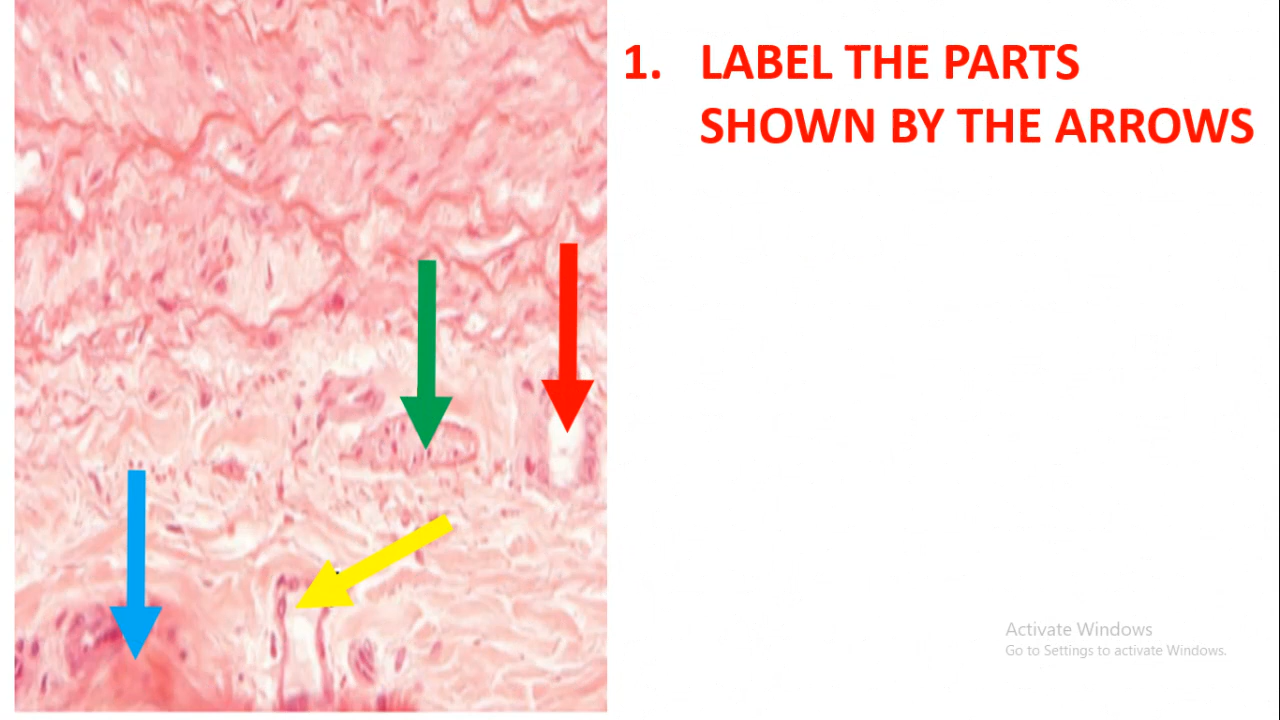 1. LABEL THE PARTS
SHOWN BY THE ARROWS
Activate Windows
Go to Settings to activate Windows.